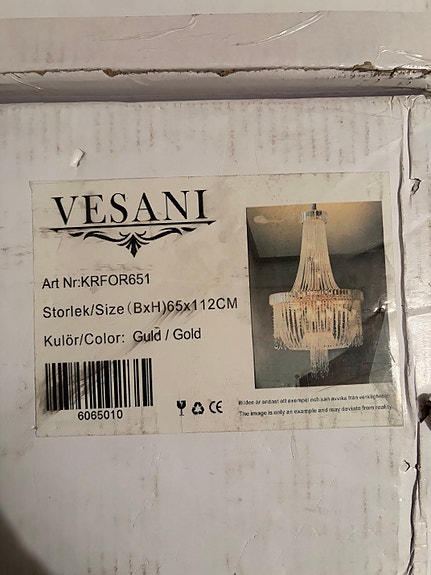 VESANI
Art Nr:KRFOR651
Storlek/Size (BxH)65x112CM
Kulör/Color: Guld / Gold
6065010
CE
Bilden är endast ett exempel och kan avvika från verkligheten
The image is only an example and may deviate from reality